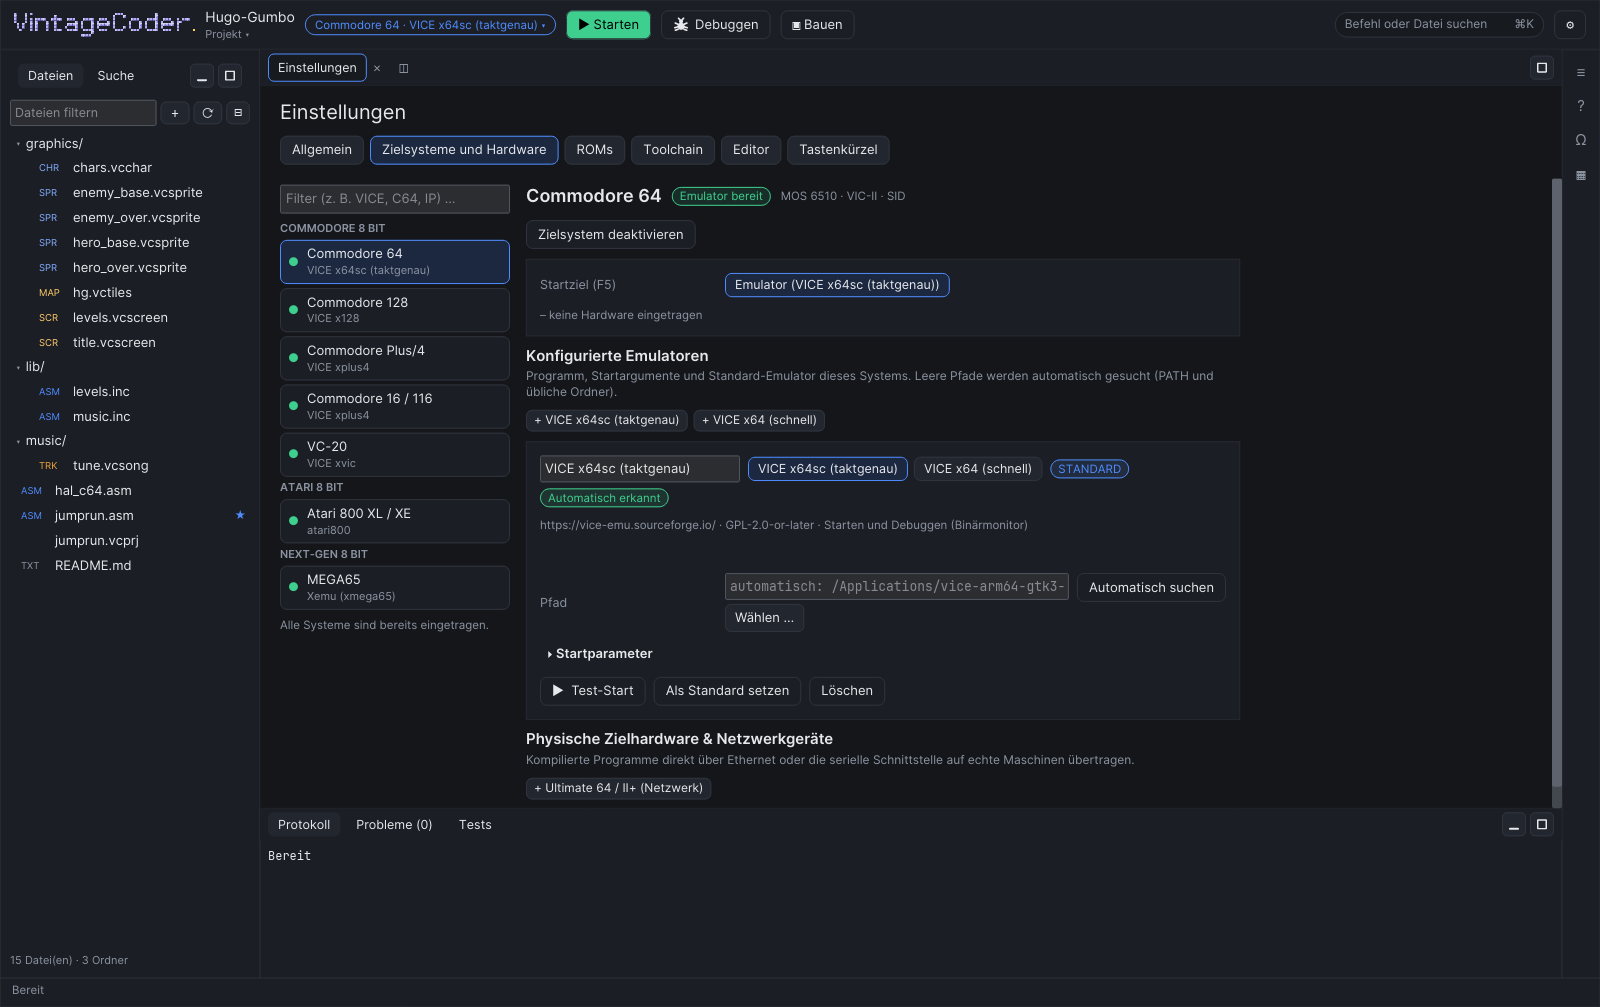 VintageCoder.
Hugo-Gumbo
Projekt
Commodore 64 · VICE x64sc (taktgenau)
Starten
Debuggen
Bauen
Befehl oder Datei suchen ⌘K
Dateien
Suche
Dateien filtern
+
graphics/
CHR chars.vcchar
SPR enemy_base.vcsprite
SPR enemy_over.vcsprite
SPR hero_base.vcsprite
SPR hero_over.vcsprite
MAP hg.vctiles
SCR levels.vcscreen
SCR title.vcscreen
lib/
ASM levels.inc
ASM music.inc
music/
TRK tune.vcsong
ASM hal_c64.asm
ASM jumprun.asm ★
jumprun.vcprj
TXT README.md
15 Datei(en) · 3 Ordner
Einstellungen ×
Einstellungen
Allgemein
Zielsysteme und Hardware
ROMs
Toolchain
Editor
Tastenkürzel
Filter (z. B. VICE, C64, IP) ...
COMMODORE 8 BIT
Commodore 64
VICE x64sc (taktgenau)
Commodore 128
VICE x128
Commodore Plus/4
VICE xplus4
Commodore 16 / 116
VICE xplus4
VC-20
VICE xvic
ATARI 8 BIT
Atari 800 XL / XE
atari800
NEXT-GEN 8 BIT
MEGA65
Xemu (xmega65)
Alle Systeme sind bereits eingetragen.
Commodore 64 Emulator bereit MOS 6510 · VIC-II · SID
Zielsystem deaktivieren
Startziel (F5) Emulator (VICE x64sc (taktgenau))
– keine Hardware eingetragen
Konfigurierte Emulatoren
Programm, Startargumente und Standard-Emulator dieses Systems. Leere Pfade werden automatisch gesucht (PATH und
übliche Ordner).
+ VICE x64sc (taktgenau) + VICE x64 (schnell)
VICE x64sc (taktgenau) VICE x64sc (taktgenau) VICE x64 (schnell) STANDARD
Automatisch erkannt
https://vice-emu.sourceforge.io/ · GPL-2.0-or-later · Starten und Debuggen (Binärmonitor)
Pfad automatisch: /Applications/vice-arm64-gtk3- Automatisch suchen
Wählen ...
Startparameter
Test-Start Als Standard setzen Löschen
Physische Zielhardware & Netzwerkgeräte
Kompilierte Programme direkt über Ethernet oder die serielle Schnittstelle auf echte Maschinen übertragen.
+ Ultimate 64 / II+ (Netzwerk)
≡
?
Ω
Protokoll
Probleme (0)
Tests
Bereit
Bereit